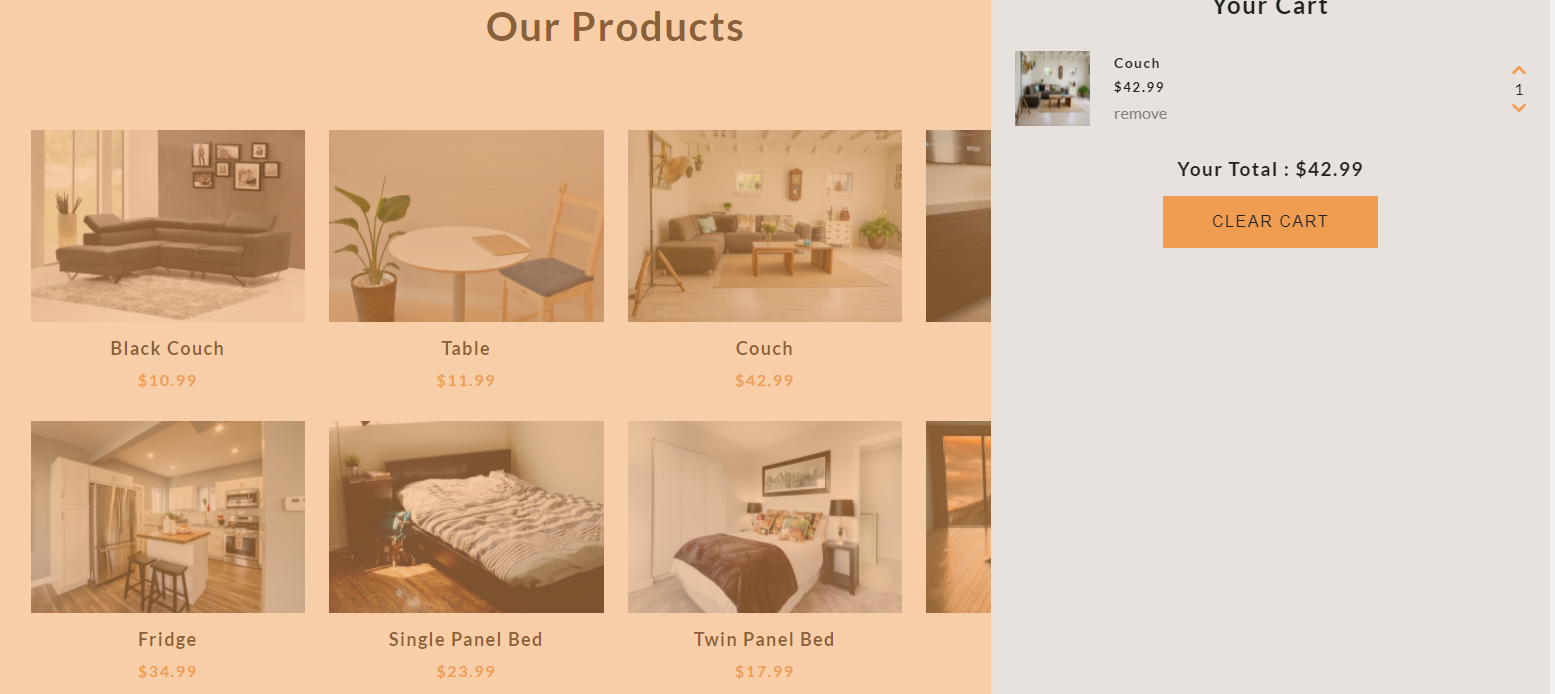 Our Products
Black Couch
$10.99
Table
$11.99
Couch
$42.99
Fridge
$34.99
Single Panel Bed
$23.99
Twin Panel Bed
$17.99
Your Cart
Couch
$42.99
remove
1
Your Total : $42.99
CLEAR CART